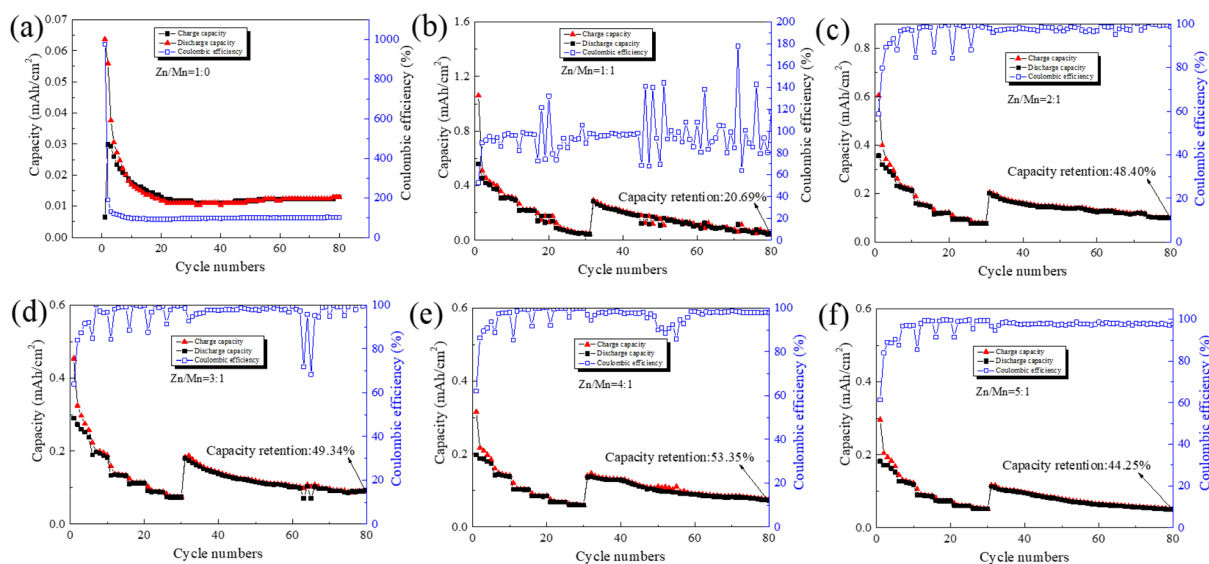 (a)
0.07
0.06
0.05
0.04
0.03
0.02
0.01
0.00
Capacity (mAh/cm²)
Charge capacity
Discharge capacity
Coulombic efficiency
Zn/Mn=1:0
1000
800
600
400
200
0
Coulombic efficiency (%)
0 20 40 60 80
Cycle numbers
(b)
1.6
1.2
0.8
0.4
0.0
Capacity (mAh/cm²)
Charge capacity
Discharge capacity
Coulombic efficiency
Zn/Mn=1:1
Capacity retention:20.69%
200
180
160
140
120
100
80
60
40
20
0
Coulombic efficiency (%)
0 20 40 60 80
Cycle numbers
(c)
0.8
0.6
0.4
0.2
0.0
Capacity (mAh/cm²)
Charge capacity
Discharge capacity
Coulombic efficiency
Zn/Mn=2:1
Capacity retention:48.40%
100
80
60
40
20
0
Coulombic efficiency (%)
0 20 40 60 80
Cycle numbers
(d)
0.6
0.4
0.2
0.0
Capacity (mAh/cm²)
Charge capacity
Discharge capacity
Coulombic efficiency
Zn/Mn=3:1
Capacity retention:49.34%
100
80
60
40
20
0
Coulombic efficiency (%)
0 20 40 60 80
Cycle numbers
(e)
0.6
0.4
0.2
0.0
Capacity (mAh/cm²)
Charge capacity
Discharge capacity
Coulombic efficiency
Zn/Mn=4:1
Capacity retention:53.35%
100
80
60
40
20
0
Coulombic efficiency (%)
0 20 40 60 80
Cycle numbers
(f)
0.6
0.4
0.2
0.0
Capacity (mAh/cm²)
Charge capacity
Discharge capacity
Coulombic efficiency
Zn/Mn=5:1
Capacity retention:44.25%
100
80
60
40
20
0
Coulombic efficiency (%)
0 20 40 60 80
Cycle numbers